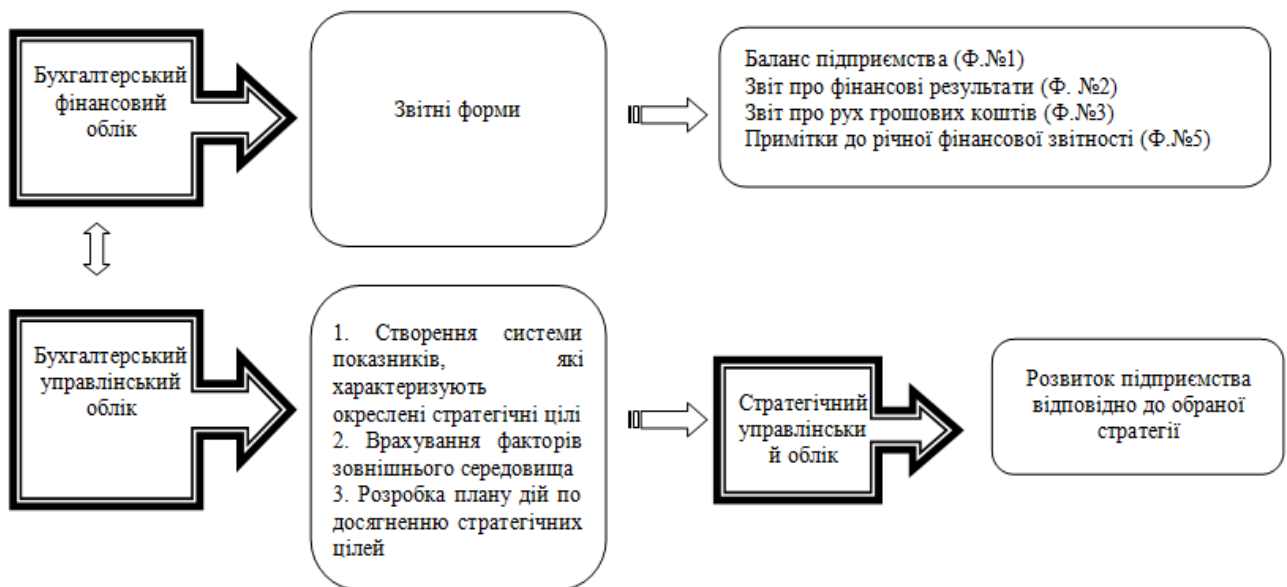 Бухгалтерський
фінансовий
облік
Звітні форми
Баланс підприємства (Ф.№1)
Звіт про фінансові результати (Ф. №2)
Звіт про рух грошових коштів (Ф.№3)
Примітки до річної фінансової звітності (Ф.№5)
Бухгалтерський
управлінський
облік
1. Створення системи
показників, які
характеризують
окреслені стратегічні цілі
2. Врахування факторів
зовнішнього середовища
3. Розробка плану дій по
досягненню стратегічних
цілей
Стратегічний
управлінськи
й облік
Розвиток підприємства
відповідно до обраної
стратегії